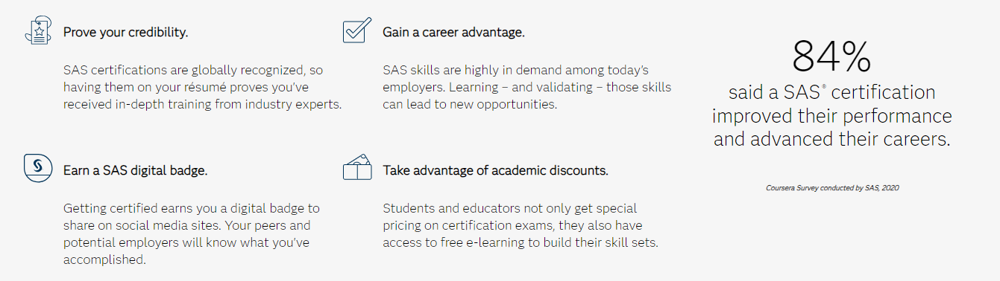 Prove your credibility.
SAS certifications are globally recognized, so
having them on your résumé proves you've
received in-depth training from industry experts.
Gain a career advantage.
SAS skills are highly in demand among today's
employers. Learning – and validating – those skills
can lead to new opportunities.
Earn a SAS digital badge.
Getting certified earns you a digital badge to
share on social media sites. Your peers and
potential employers will know what you've
accomplished.
Take advantage of academic discounts.
Students and educators not only get special
pricing on certification exams, they also have
access to free e-learning to build their skill sets.
84%
said a SAS® certification
improved their performance
and advanced their careers.
Coursera Survey conducted by SAS, 2020